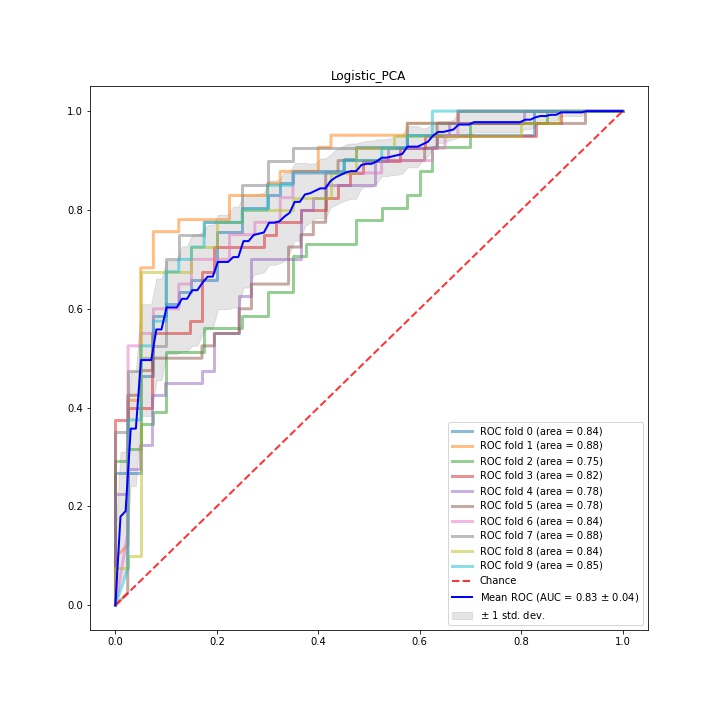 Logistic_PCA
1.0
0.8
0.6
0.4
0.2
0.0
0.0 0.2 0.4 0.6 0.8 1.0
ROC fold 0 (area = 0.84)
ROC fold 1 (area = 0.88)
ROC fold 2 (area = 0.75)
ROC fold 3 (area = 0.82)
ROC fold 4 (area = 0.78)
ROC fold 5 (area = 0.78)
ROC fold 6 (area = 0.84)
ROC fold 7 (area = 0.88)
ROC fold 8 (area = 0.84)
ROC fold 9 (area = 0.85)
Chance
Mean ROC (AUC = 0.83 ± 0.04)
± 1 std. dev.